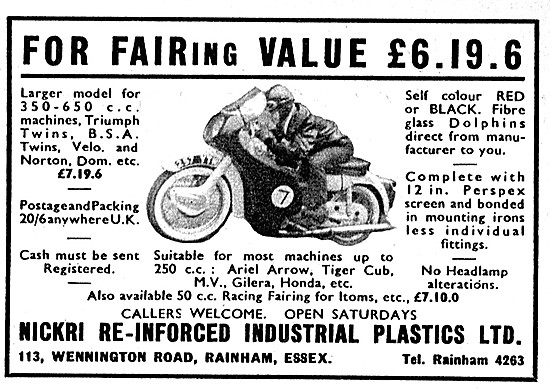 FOR FAIRING VALUE £6.19.6
Larger model for
350-650 c.c.
machines, Triumph
Twins, B.S.A.
Twins, Velo. and
Norton, Dom. etc.
£7.19.6
Postage and Packing
20/6 anywhere U.K.
Cash must be sent
Registered.
7
Self colour RED
or BLACK. Fibre
glass Dolphins
direct from manu-
facturer to you.
Complete with
12 in. Perspex
screen and bonded
in mounting irons
less individual
fittings.
No Headlamp
alterations.
Suitable for most machines up to
250 c.c.: Ariel Arrow, Tiger Cub,
M.V., Gilera, Honda, etc.
Also available 50 c.c. Racing Fairing for Itoms, etc., £7.10.0
CALLERS WELCOME. OPEN SATURDAYS
NICKRI RE-INFORCED INDUSTRIAL PLASTICS LTD.
113, WENNINGTON ROAD, RAINHAM, ESSEX. Tel. Rainham 4263